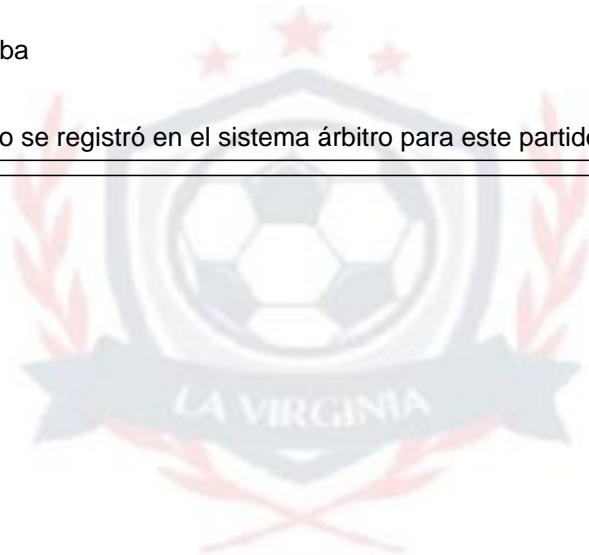 ba
o se registró en el sistema árbitro para este partido
LA VIRGINIA